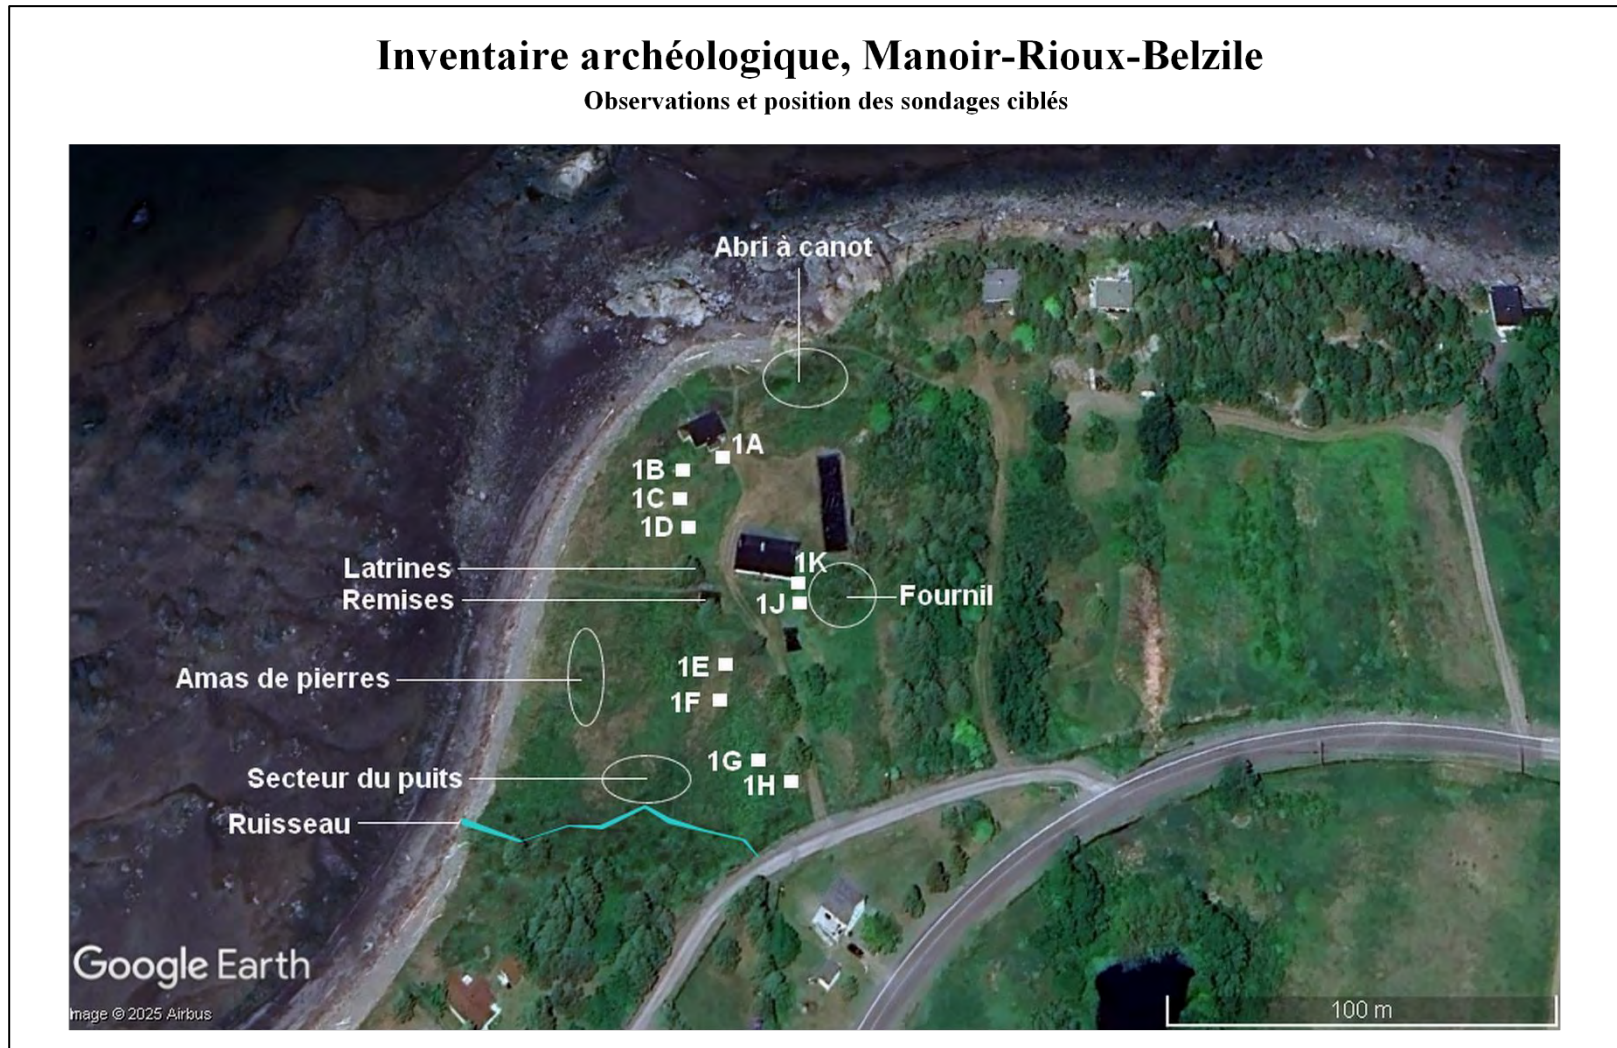 Inventaire archéologique, Manoir-Rioux-Belzile
Observations et position des sondages ciblés
Abri à canot
1A
1B
1C
1D
Latrines
1K
Remises
1J
Fournil
1E
Amas de pierres
1F
1G
Secteur du puits
1H
Ruisseau
Google Earth
mage © 2025 Airbus
100 m